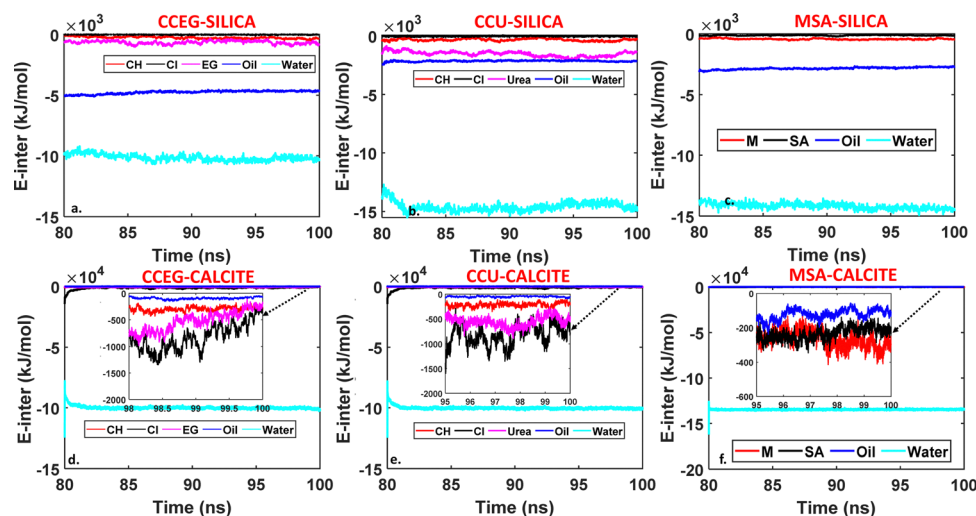 CCEG-SILICA
×10³
E-inter (kJ/mol)
0
-5
-10
-15
CH Cl EG Oil Water
a.
80 85 90 95 100
Time (ns)
CCU-SILICA
×10³
E-inter (kJ/mol)
0
-5
-10
-15
CH Cl Urea Oil Water
b.
80 85 90 95 100
Time (ns)
MSA-SILICA
×10³
E-inter (kJ/mol)
0
-5
-10
-15
M SA Oil Water
c.
80 85 90 95 100
Time (ns)
CCEG-CALCITE
×10⁴
E-inter (kJ/mol)
0
-5
-10
-15
0
-500
-1000
-1500
-2000
98 98.5 99 99.5 100
CH Cl EG Oil Water
d.
80 85 90 95 100
Time (ns)
CCU-CALCITE
×10⁴
E-inter (kJ/mol)
0
-5
-10
-15
0
-500
-1000
-1500
-2000
95 96 97 98 99 100
CH Cl Urea Oil Water
e.
80 85 90 95 100
Time (ns)
MSA-CALCITE
×10⁴
E-inter (kJ/mol)
0
-5
-10
-15
-20
0
-200
-400
-600
95 96 97 98 99 100
M SA Oil Water
f.
80 85 90 95 100
Time (ns)